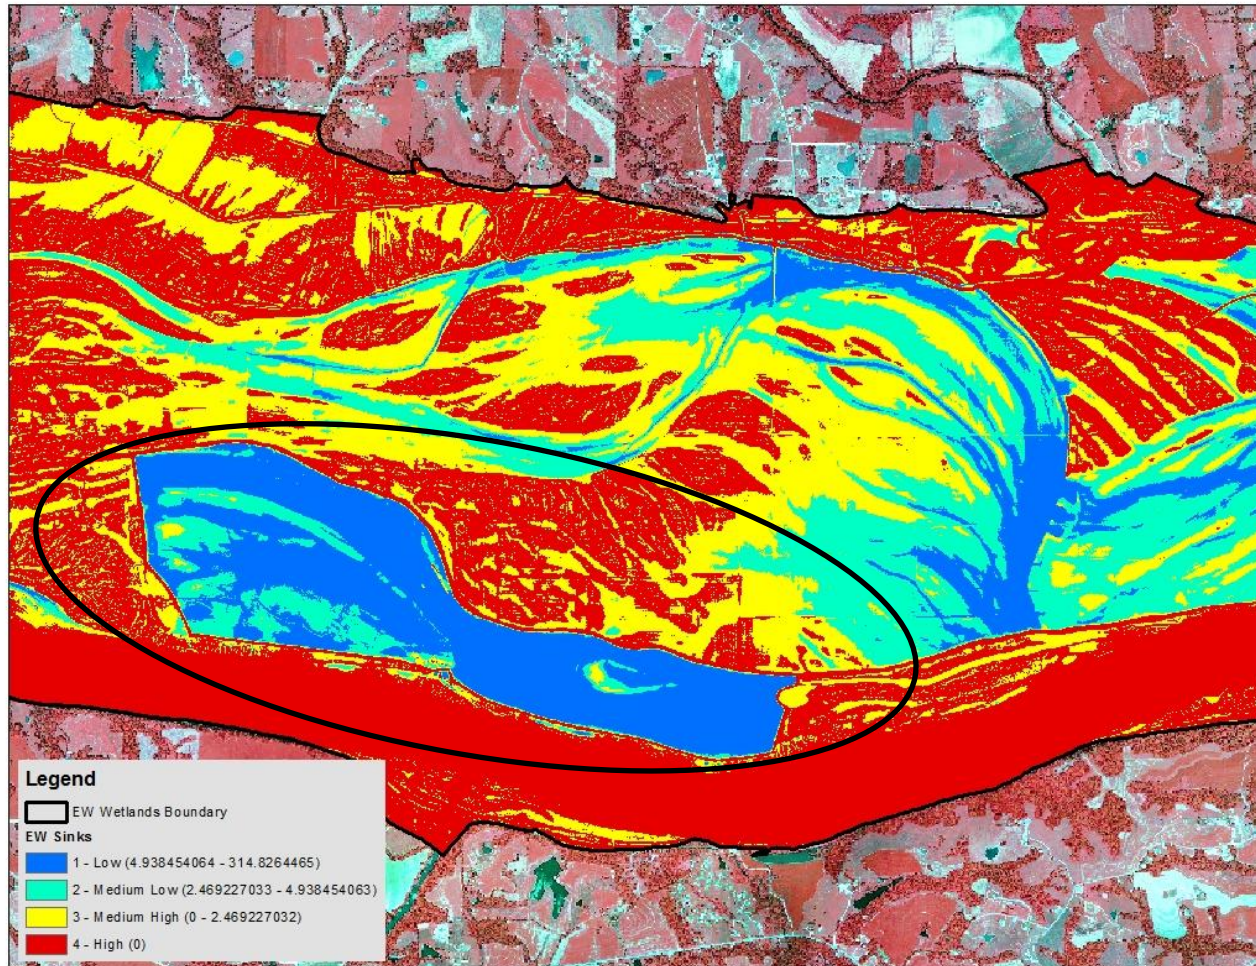 Legend
EW Wetlands Boundary
EW Sinks
1 - Low (4.938454064 - 314.8264465)
2 - Medium Low (2.469227033 - 4.938454063)
3 - Medium High (0 - 2.469227032)
4 - High (0)